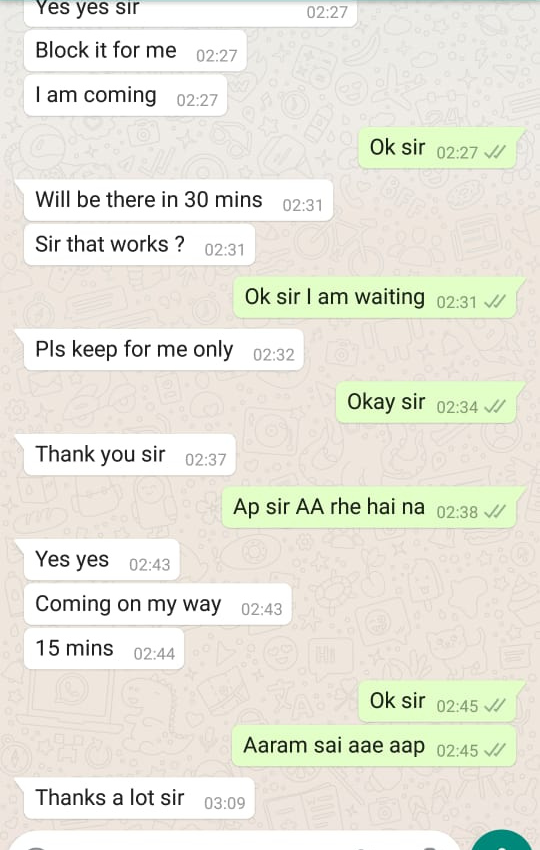 Yes yes sir 02:27
Block it for me 02:27
I am coming 02:27
Ok sir 02:27
Will be there in 30 mins 02:31
Sir that works ? 02:31
Ok sir I am waiting 02:31
Pls keep for me only 02:32
Okay sir 02:34
Thank you sir 02:37
Ap sir AA rhe hai na 02:38
Yes yes 02:43
Coming on my way 02:43
15 mins 02:44
Ok sir 02:45
Aaram sai aae aap 02:45
Thanks a lot sir 03:09